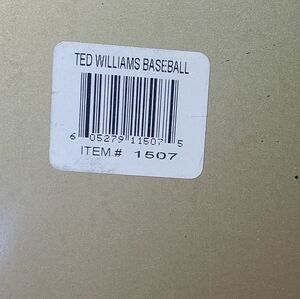 TED WILLIAMS BASEBALL
6 05279 11507 5
ITEM # 1507